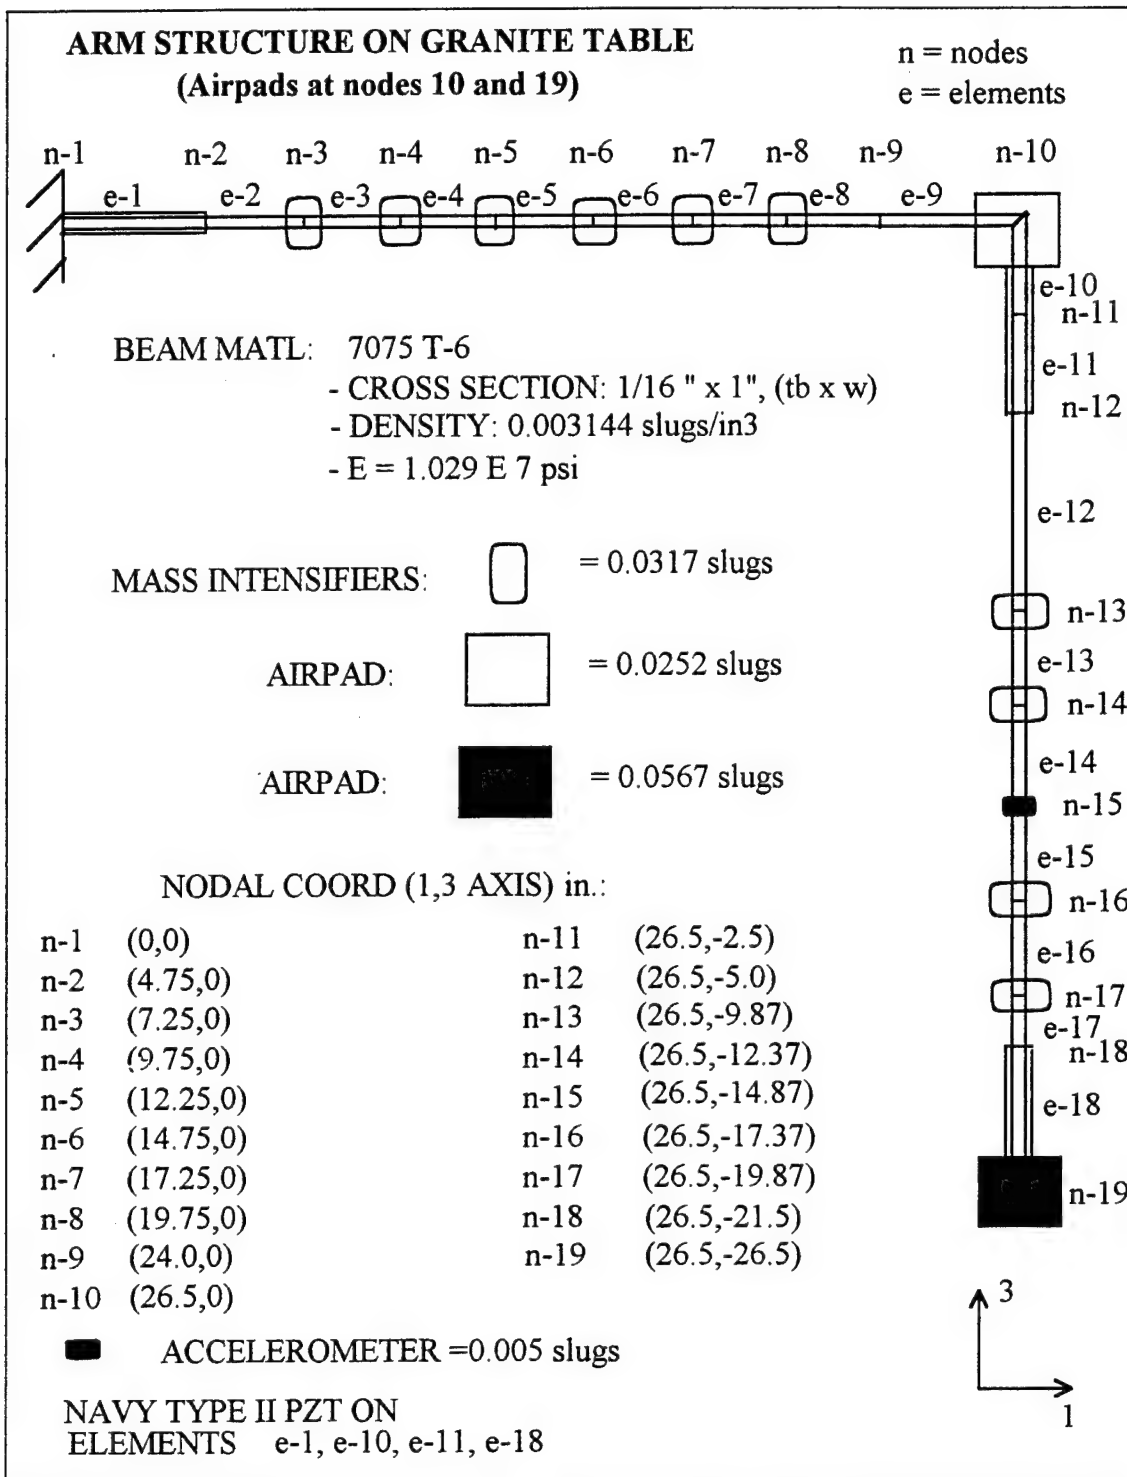 ARM STRUCTURE ON GRANITE TABLE
(Airpads at nodes 10 and 19)
n = nodes
e = elements
n-1 n-2 n-3 n-4 n-5 n-6 n-7 n-8 n-9 n-10
e-1 e-2 e-3 e-4 e-5 e-6 e-7 e-8 e-9
e-10
n-11
e-11
n-12
e-12
n-13
e-13
n-14
e-14
n-15
e-15
n-16
e-16
n-17
e-17
n-18
e-18
n-19
BEAM MATL: 7075 T-6
- CROSS SECTION: 1/16 " x 1", (tb x w)
- DENSITY: 0.003144 slugs/in3
- E = 1.029 E 7 psi
MASS INTENSIFIERS: = 0.0317 slugs
AIRPAD: = 0.0252 slugs
AIRPAD: = 0.0567 slugs
NODAL COORD (1,3 AXIS) in.:
n-1 (0,0) n-11 (26.5,-2.5)
n-2 (4.75,0) n-12 (26.5,-5.0)
n-3 (7.25,0) n-13 (26.5,-9.87)
n-4 (9.75,0) n-14 (26.5,-12.37)
n-5 (12.25,0) n-15 (26.5,-14.87)
n-6 (14.75,0) n-16 (26.5,-17.37)
n-7 (17.25,0) n-17 (26.5,-19.87)
n-8 (19.75,0) n-18 (26.5,-21.5)
n-9 (24.0,0) n-19 (26.5,-26.5)
n-10 (26.5,0)
3
1
ACCELEROMETER =0.005 slugs
NAVY TYPE II PZT ON
ELEMENTS e-1, e-10, e-11, e-18